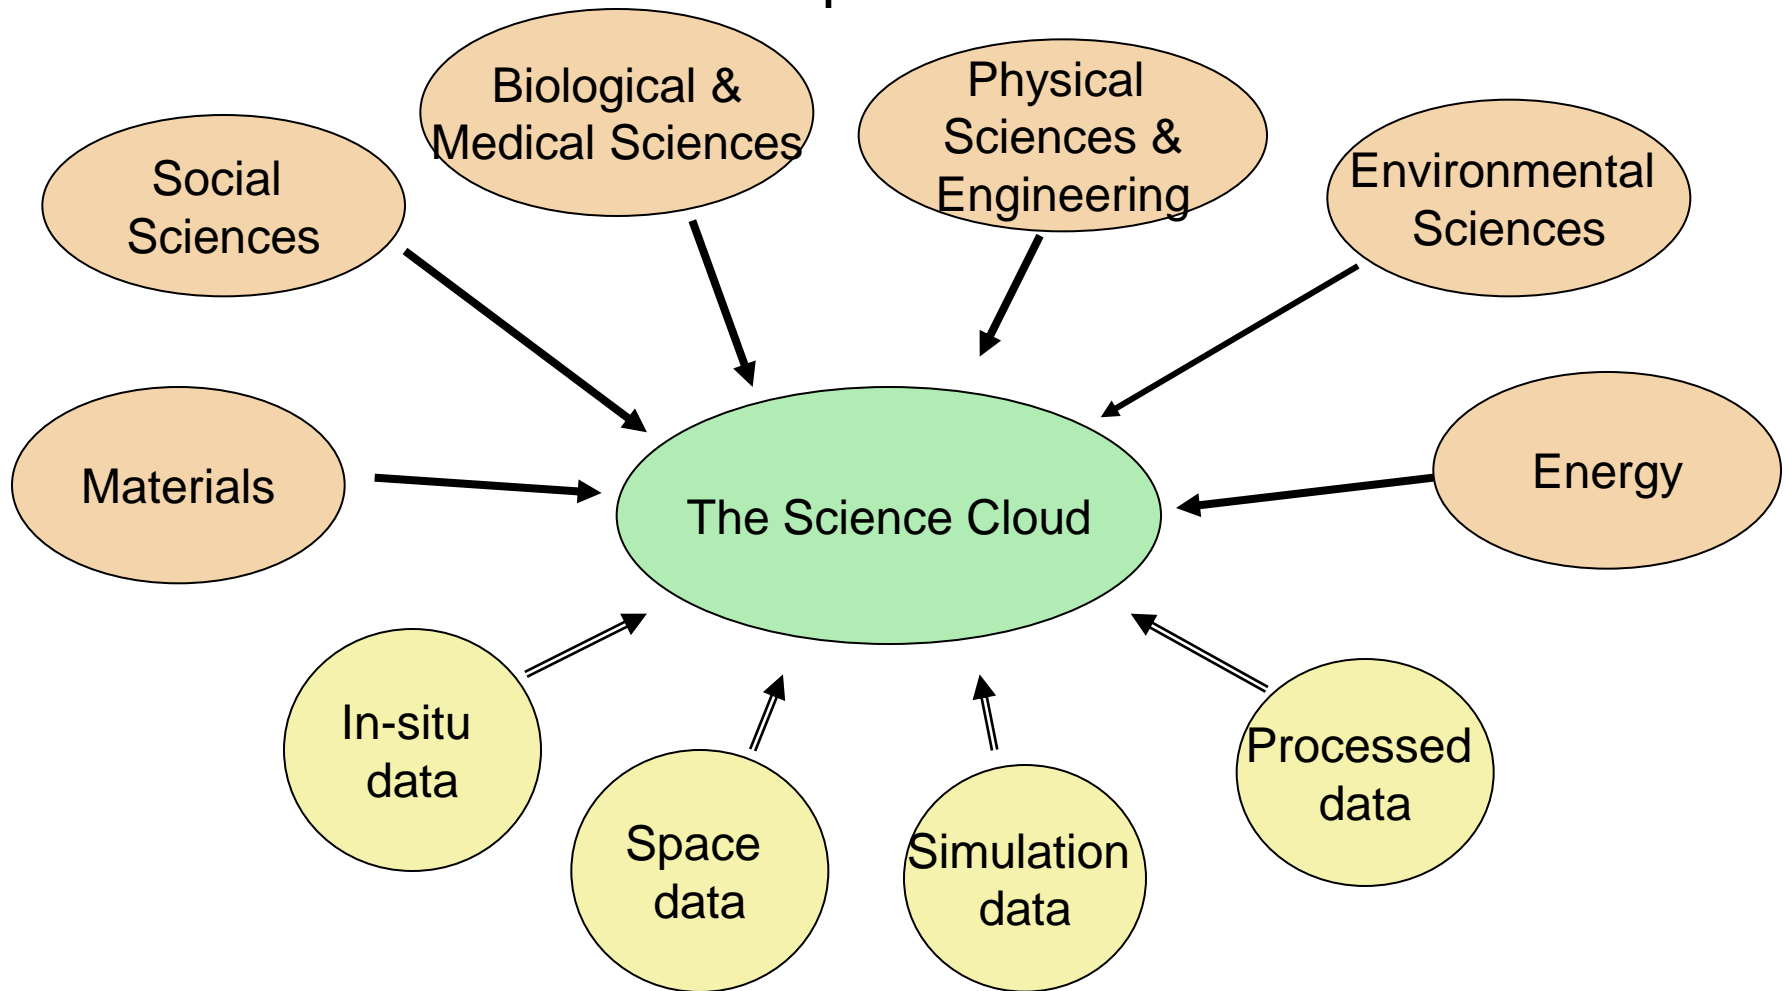 Biological &
Medical Sciences
Physical
Sciences &
Engineering
Social
Sciences
Environmental
Sciences
Materials
The Science Cloud
Energy
In-situ
data
Space
data
Simulation
data
Processed
data